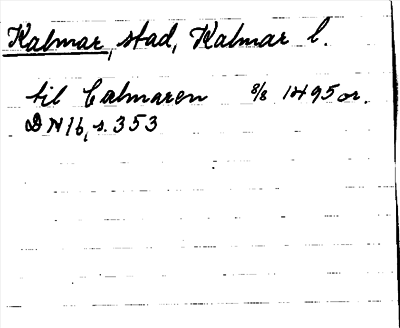 Kalmar, stad, Kalmar l.
til Calmaren 8/8 1495 or.
DN 16, s. 353